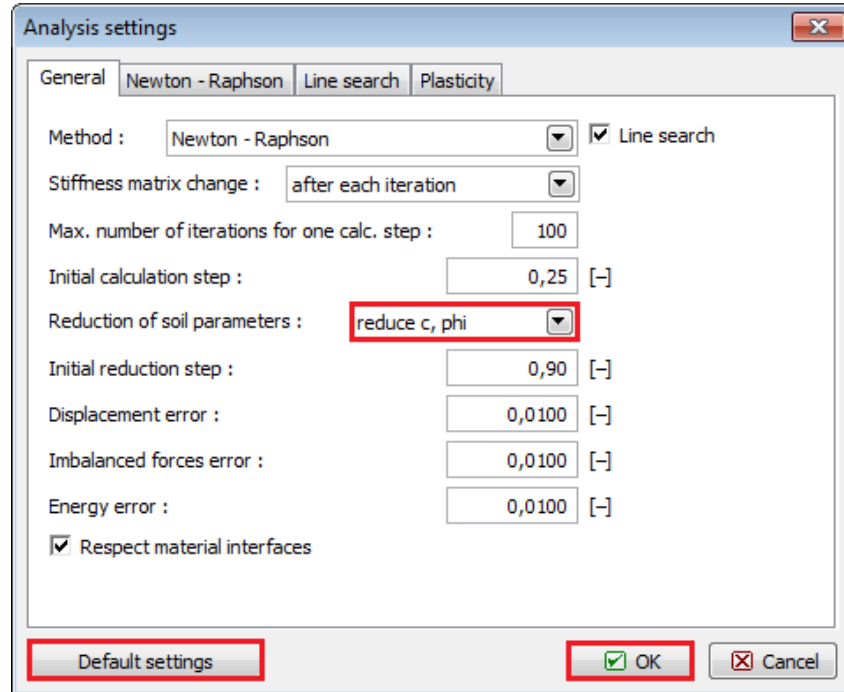 Analysis settings
General Newton - Raphson Line search Plasticity
Method : Newton - Raphson Line search
Stiffness matrix change : after each iteration
Max. number of iterations for one calc. step : 100
Initial calculation step : 0,25 [–]
Reduction of soil parameters : reduce c, phi
Initial reduction step : 0,90 [–]
Displacement error : 0,0100 [–]
Imbalanced forces error : 0,0100 [–]
Energy error : 0,0100 [–]
Respect material interfaces
Default settings OK Cancel